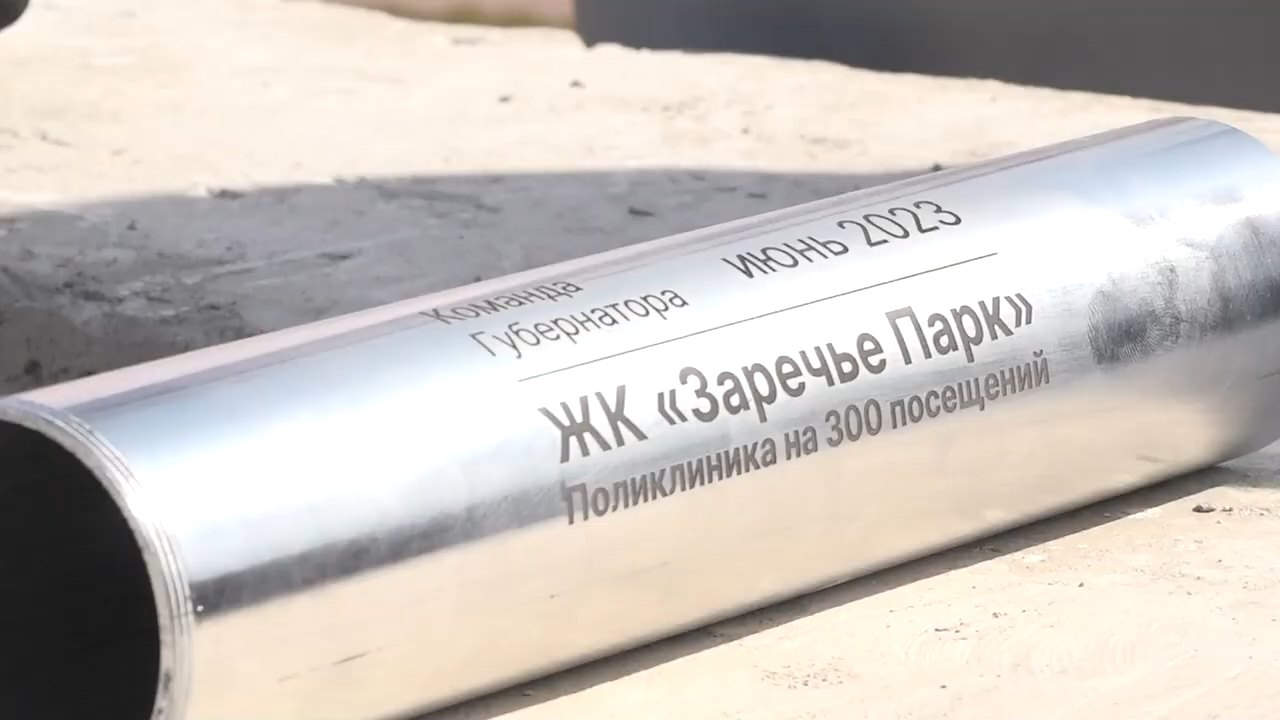 Команда
Губернатора
июнь 2023
ЖК «Заречье Парк»
Поликлиника на 300 посещений